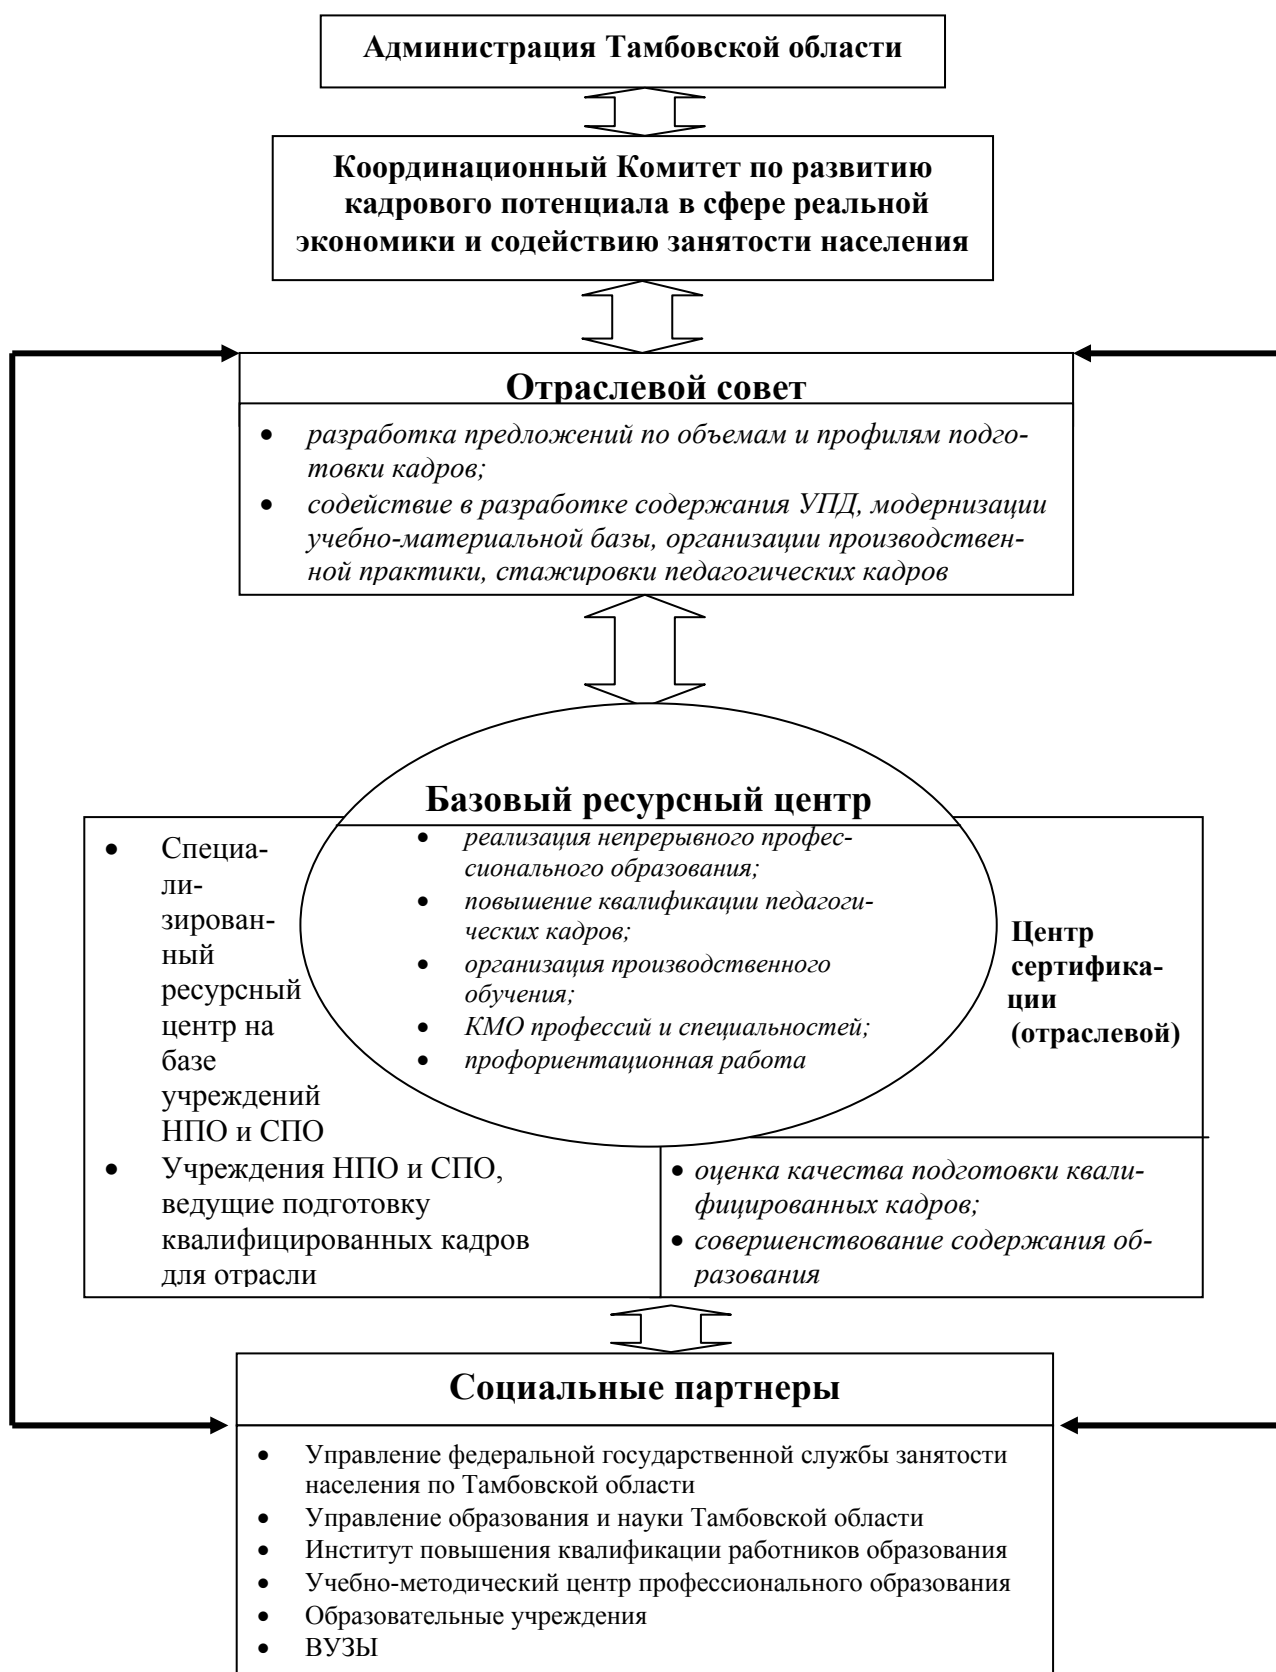 Администрация Тамбовской области
Координационный Комитет по развитию
кадрового потенциала в сфере реальной
экономики и содействию занятости населения
Отраслевой совет
• разработка предложений по объемам и профилям подго-
товки кадров;
• содействие в разработке содержания УПД, модернизации
учебно-материальной базы, организации производствен-
ной практики, стажировки педагогических кадров
Базовый ресурсный центр
• реализация непрерывного профес-
сионального образования;
• повышение квалификации педагоги-
ческих кадров;
• организация производственного
обучения;
• КМО профессий и специальностей;
• профориентационная работа
• Специа-
ли-
зирован-
ный
ресурсный
центр на
базе
учреждений
НПО и СПО
• Учреждения НПО и СПО,
ведущие подготовку
квалифицированных кадров
для отрасли
Центр
сертифика-
ции
(отраслевой)
• оценка качества подготовки квали-
фицированных кадров;
• совершенствование содержания об-
разования
Социальные партнеры
• Управление федеральной государственной службы занятости
населения по Тамбовской области
• Управление образования и науки Тамбовской области
• Институт повышения квалификации работников образования
• Учебно-методический центр профессионального образования
• Образовательные учреждения
• ВУЗЫ